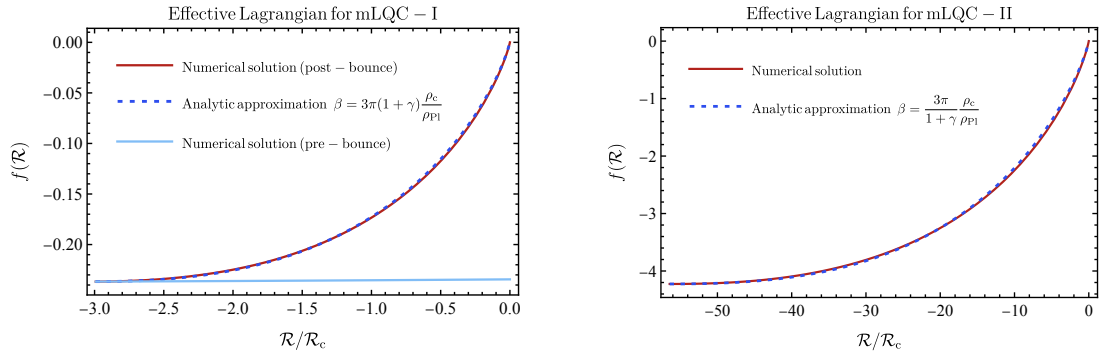 Effective Lagrangian for mLQC − I
0.00
−0.05
−0.10
−0.15
−0.20
f(ℛ)
Numerical solution (post − bounce)
Analytic approximation β = 3π(1 + γ) ρc/ρPl
Numerical solution (pre − bounce)
−3.0 −2.5 −2.0 −1.5 −1.0 −0.5 0.0
ℛ/ℛc
Effective Lagrangian for mLQC − II
0
−1
−2
−3
−4
f(ℛ)
Numerical solution
Analytic approximation β = 3π/(1 + γ) ρc/ρPl
−50 −40 −30 −20 −10 0
ℛ/ℛc